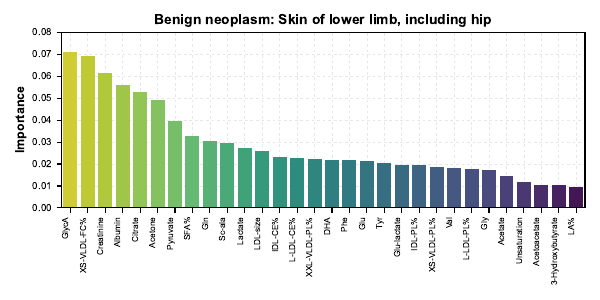 Benign neoplasm: Skin of lower limb, including hip
Importance
0.08
0.07
0.06
0.05
0.04
0.03
0.02
0.01
0.00
GlycA
XS-VLDL-FC%
Creatinine
Albumin
Citrate
Acetone
Pyruvate
SFA%
Gln
Sc-ala
Lactate
LDL-size
IDL-CE%
L-LDL-CE%
XXL-VLDL-PL%
DHA
Phe
Glu
Tyr
Glu-lactate
IDL-PL%
XS-VLDL-PL%
Val
L-LDL-PL%
Gly
Acetate
Unsaturation
Acetoacetate
3-Hydroxybutyrate
LA%